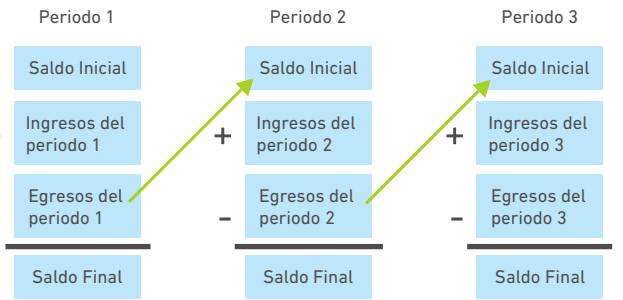 Periodo 1
Saldo Inicial
Ingresos del
periodo 1
Egresos del
periodo 1
Saldo Final
Periodo 2
Saldo Inicial
+
Ingresos del
periodo 2
-
Egresos del
periodo 2
Saldo Final
Periodo 3
Saldo Inicial
+
Ingresos del
periodo 3
-
Egresos del
periodo 3
Saldo Final